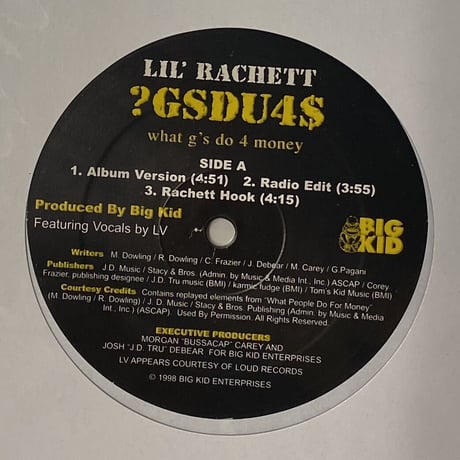 LIL' RACHETT
?GSDU4$
what g's do 4 money
SIDE A
1. Album Version (4:51) 2. Radio Edit (3:55)
3. Rachett Hook (4:15)
Produced By Big Kid
Featuring Vocals by LV
BIG
KID
Writers M. Dowling / R. Dowling / C. Frazier / J. Debear / M. Carey / G.Pagani
Publishers J.D. Music / Stacy & Bros. (Admin. by Music & Media Int., Inc.) ASCAP / Corey
Frazier, publishing designee / J.D. Tru music (BMI) / karmic fudge (BMI) / Tom's Kid Music (BMI)
Courtesy Credits Contains replayed elements from "What People Do For Money"
(M. Dowling / R. Dowling) / J.D. Music / Stacy & Bros. Publishing (Admin. by Music & Media
Int., Inc.) (ASCAP) Used By Permission. All Rights Reserved.
EXECUTIVE PRODUCERS
MORGAN "BUSSACAP" CAREY AND
JOSH "J.D. TRU" DEBEAR FOR BIG KID ENTERPRISES
LV APPEARS COURTESY OF LOUD RECORDS
© 1998 BIG KID ENTERPRISES